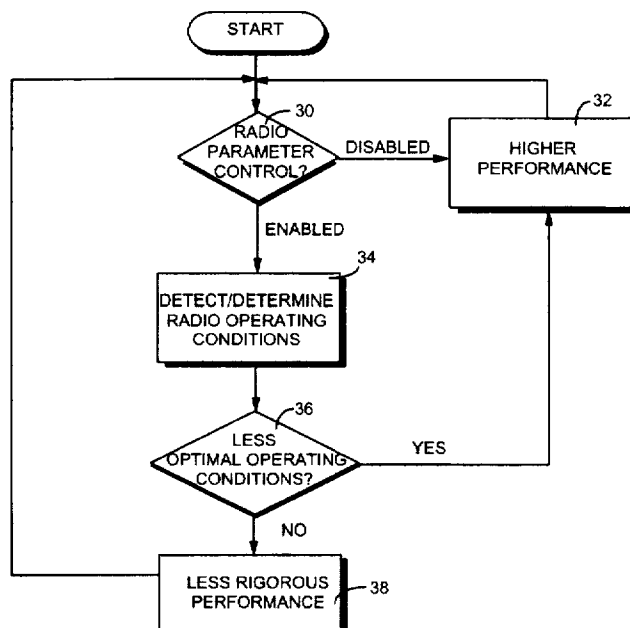 START
30
RADIO
PARAMETER
CONTROL?
DISABLED
32
HIGHER
PERFORMANCE
ENABLED
34
DETECT/DETERMINE
RADIO OPERATING
CONDITIONS
36
LESS
OPTIMAL OPERATING
CONDITIONS?
YES
NO
LESS RIGOROUS
PERFORMANCE
38